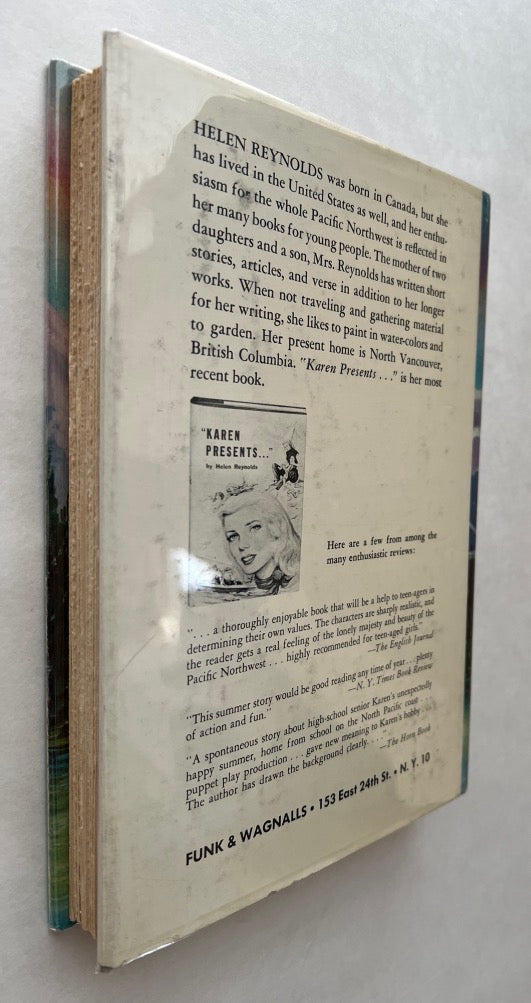 HELEN REYNOLDS was born in Canada, but she
has lived in the United States as well, and her enthu-
siasm for the whole Pacific Northwest is reflected in
her many books for young people. The mother of two
daughters and a son, Mrs. Reynolds has written short
stories, articles, and verse in addition to her longer
works. When not traveling and gathering material
for her writing, she likes to paint in water-colors and
to garden. Her present home is North Vancouver,
British Columbia. "Karen Presents . . ." is her most
recent book.
"KAREN
PRESENTS..."
by Helen Reynolds
Here are a few from among the
many enthusiastic reviews:
". . . a thoroughly enjoyable book that will be a help to teen-agers in
determining their own values. The characters are sharply realistic, and
the reader gets a real feeling of the lonely majesty and beauty of the
Pacific Northwest . . . highly recommended for teen-aged girls."
—The English Journal
"This summer story would be good reading any time of year . . . plenty
of action and fun."
—N. Y. Times Book Review
"A spontaneous story about high-school senior Karen's unexpectedly
happy summer, home from school on the North Pacific coast . . .
puppet play production . . . gave new meaning to Karen's hobby . . .
The author has drawn the background clearly. . . ."
—The Horn Book
FUNK & WAGNALLS • 153 East 24th St. • N. Y. 10